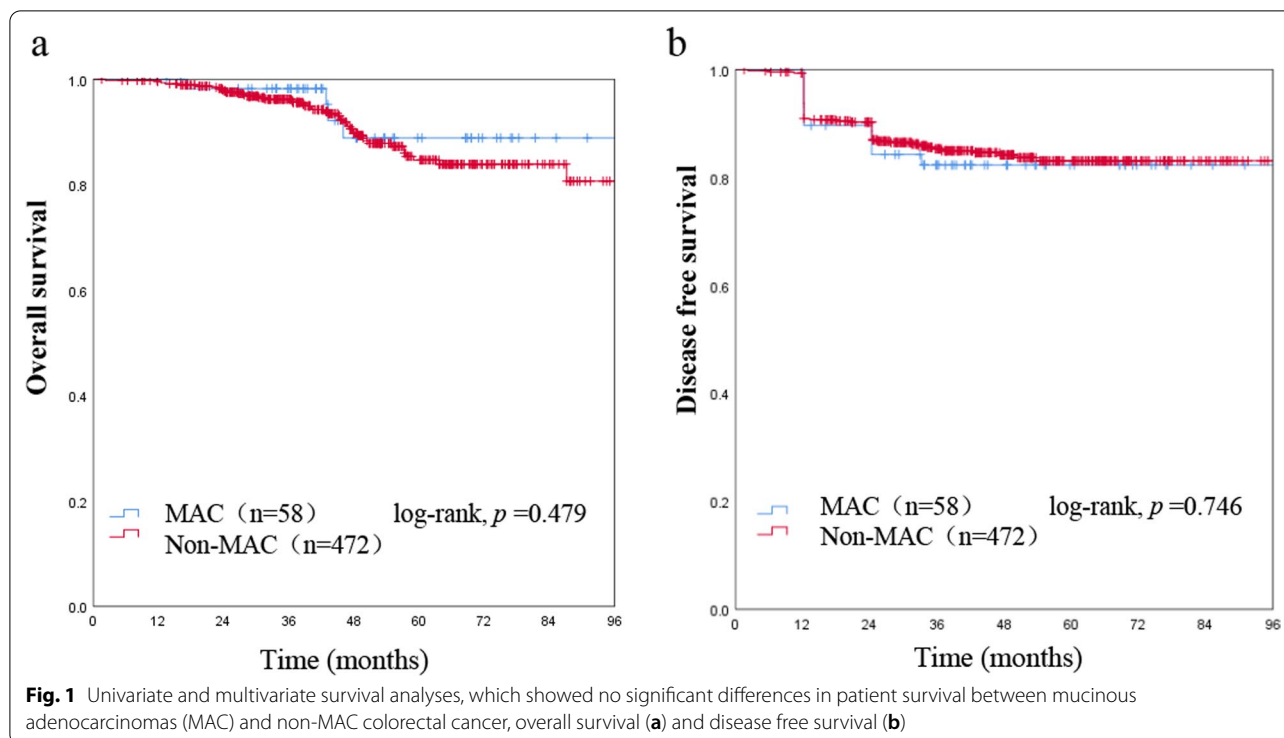 a
Overall survival
1.0
0.8
0.6
0.4
0.2
0.0
0 12 24 36 48 60 72 84 96
Time (months)
MAC（n=58） log-rank, p =0.479
Non-MAC（n=472）
b
Disease free survival
1.0
0.8
0.6
0.4
0.2
0.0
0 12 24 36 48 60 72 84 96
Time (months)
MAC（n=58） log-rank, p =0.746
Non-MAC（n=472）
Fig. 1 Univariate and multivariate survival analyses, which showed no significant differences in patient survival between mucinous
adenocarcinomas (MAC) and non-MAC colorectal cancer, overall survival (a) and disease free survival (b)